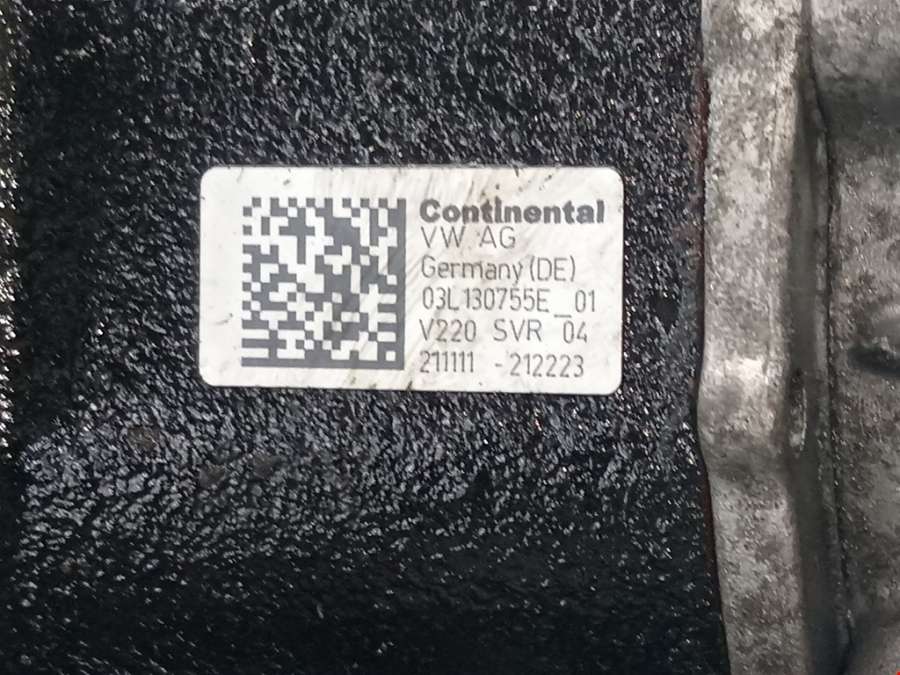 Continental
VW AG
Germany (DE)
03L130755E_01
V220 SVR 04
211111 - 212223